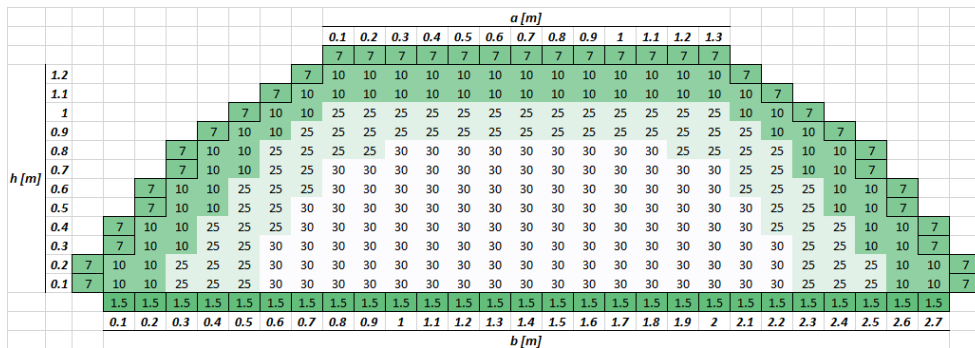 a [m]
0.1 0.2 0.3 0.4 0.5 0.6 0.7 0.8 0.9 1 1.1 1.2 1.3
7 7 7 7 7 7 7 7 7 7 7 7 7
1.2 7 10 10 10 10 10 10 10 10 10 10 10 10 10 7
1.1 7 10 10 10 10 10 10 10 10 10 10 10 10 10 10 10 7
1 7 10 10 25 25 25 25 25 25 25 25 25 25 25 25 25 10 10 7
0.9 7 10 10 25 25 25 25 25 25 25 25 25 25 25 25 25 25 25 10 10 7
0.8 7 10 10 25 25 25 25 30 30 30 30 30 30 30 30 30 25 25 25 25 10 10 7
0.7 7 10 10 25 25 30 30 30 30 30 30 30 30 30 30 30 30 30 25 25 10 10 7
h [m]
0.6 7 10 10 25 25 25 30 30 30 30 30 30 30 30 30 30 30 30 30 25 25 25 10 10 7
0.5 7 10 10 25 25 30 30 30 30 30 30 30 30 30 30 30 30 30 30 30 25 25 10 10 7
0.4 7 10 10 25 25 25 30 30 30 30 30 30 30 30 30 30 30 30 30 30 30 25 25 25 10 10 7
0.3 7 10 10 25 25 30 30 30 30 30 30 30 30 30 30 30 30 30 30 30 30 30 25 25 10 10 7
0.2 7 10 10 25 25 25 30 30 30 30 30 30 30 30 30 30 30 30 30 30 30 30 30 25 25 25 10 10 7
0.1 7 10 10 25 25 25 30 30 30 30 30 30 30 30 30 30 30 30 30 30 30 30 30 25 25 25 10 10 7
1.5 1.5 1.5 1.5 1.5 1.5 1.5 1.5 1.5 1.5 1.5 1.5 1.5 1.5 1.5 1.5 1.5 1.5 1.5 1.5 1.5 1.5 1.5 1.5 1.5 1.5 1.5
0.1 0.2 0.3 0.4 0.5 0.6 0.7 0.8 0.9 1 1.1 1.2 1.3 1.4 1.5 1.6 1.7 1.8 1.9 2 2.1 2.2 2.3 2.4 2.5 2.6 2.7
b [m]